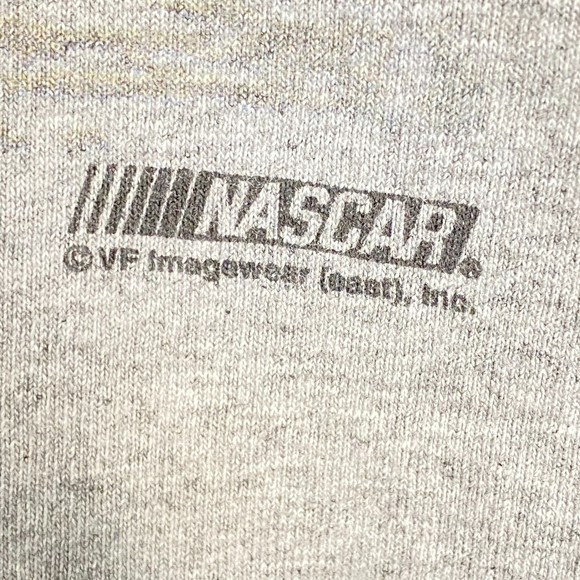 NASCAR®
© VF Imagewear (east), Inc.